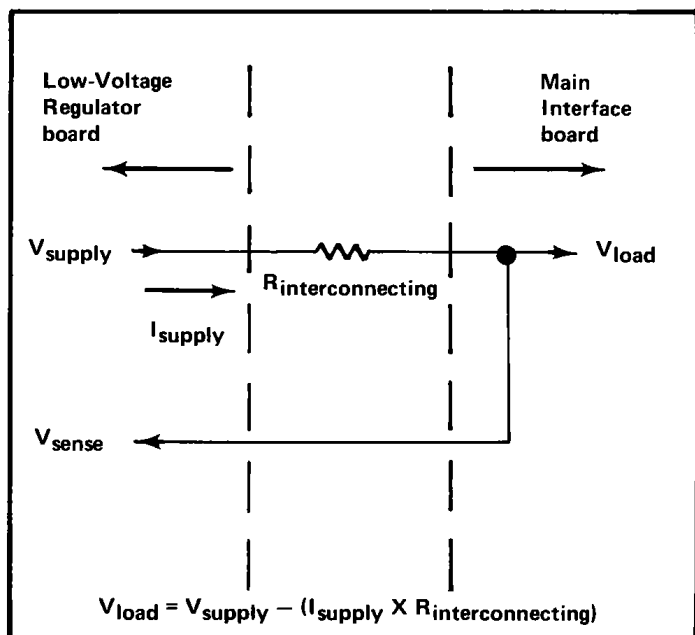 Low-Voltage
Regulator
board
Main
Interface
board
Vsupply
Rinterconnecting
Vload
Isupply
Vsense
Vload = Vsupply − (Isupply X Rinterconnecting)